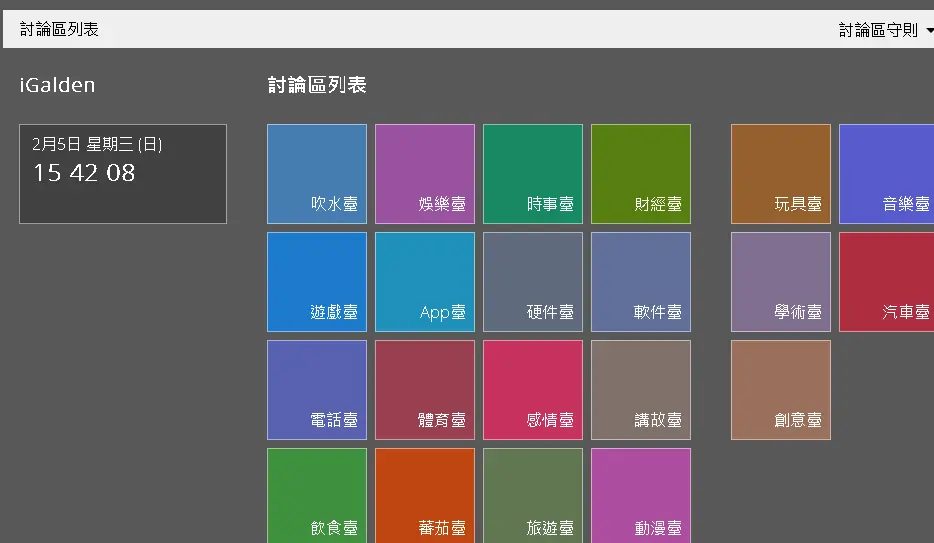 討論區列表
討論區守則
iGalden
討論區列表
2月5日 星期三 (日)
15 42 08
吹水臺
娛樂臺
時事臺
財經臺
玩具臺
音樂臺
遊戲臺
App臺
硬件臺
軟件臺
學術臺
汽車臺
電話臺
體育臺
感情臺
講故臺
創意臺
飲食臺
蕃茄臺
旅遊臺
動漫臺